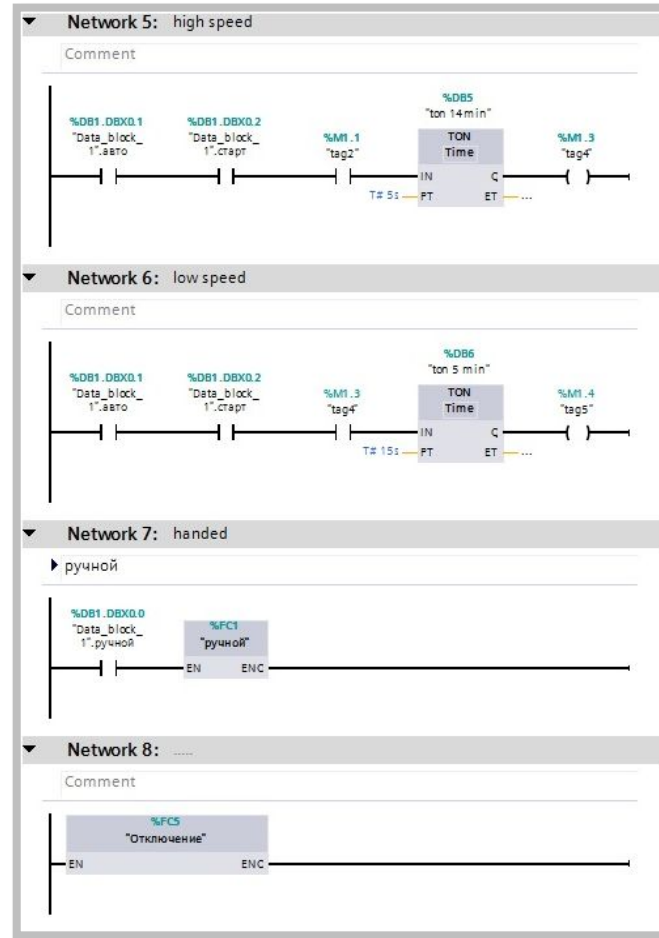 Network 5: high speed
Comment
%DB5
"ton 14min"
%DB1.DBX0.1 %DB1.DBX0.2
"Data_block_ "Data_block_ %M1.1 TON %M1.3
1".авто 1".старт "tag2" Time "tag4"
IN Q
T# 5s PT ET ...
Network 6: low speed
Comment
%DB6
"ton 5 min"
%DB1.DBX0.1 %DB1.DBX0.2
"Data_block_ "Data_block_ %M1.3 TON %M1.4
1".авто 1".старт "tag4" Time "tag5"
IN Q
T# 15s PT ET ...
Network 7: handed
ручной
%DB1.DBX0.0
"Data_block_ %FC1
1".ручной "ручной"
EN ENC
Network 8: .....
Comment
%FC5
"Отключение"
EN ENC